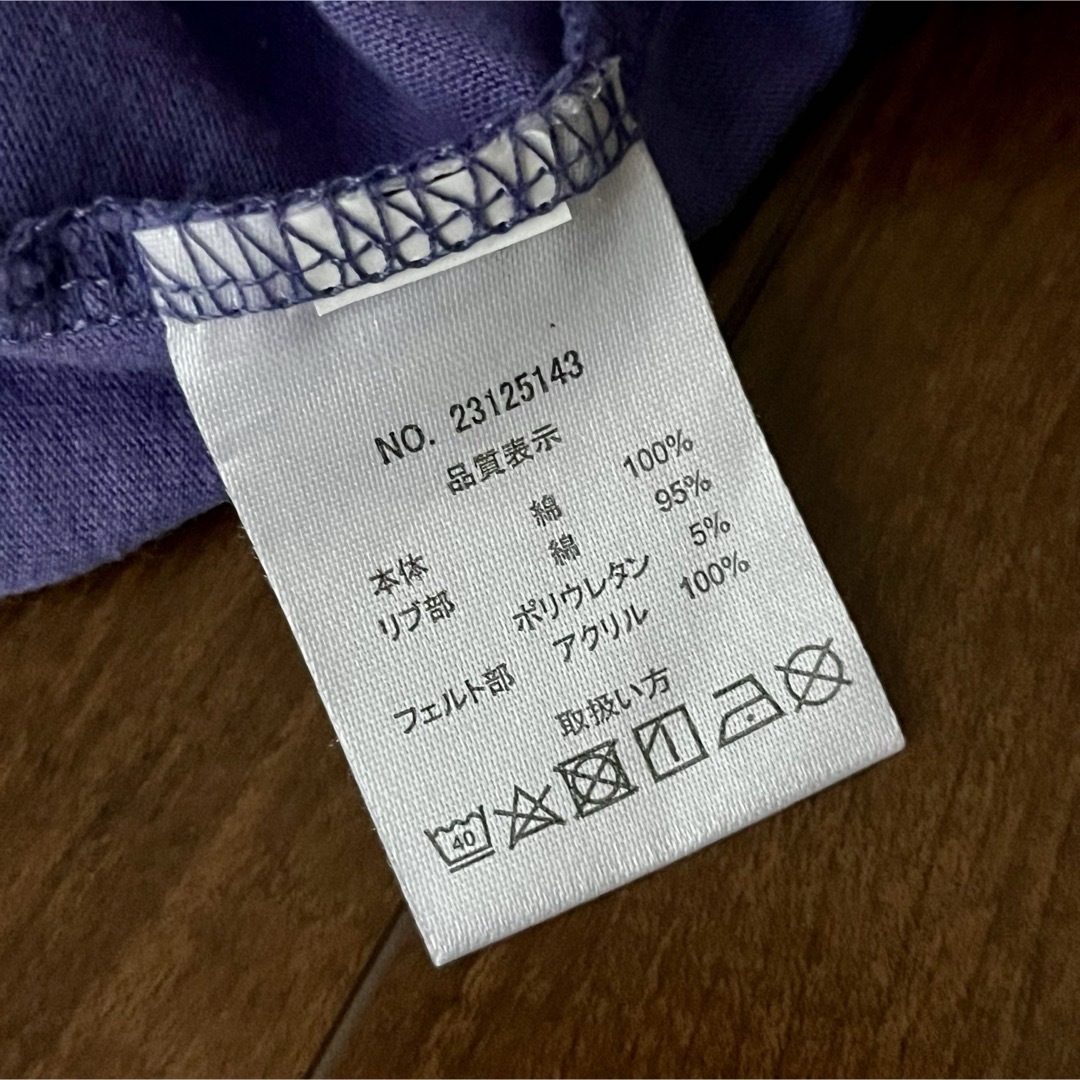 NO. 23125143
品質表示
本体 綿 100%
リブ部 綿 95%
ポリウレタン 5%
フェルト部 アクリル 100%
取扱い方
40